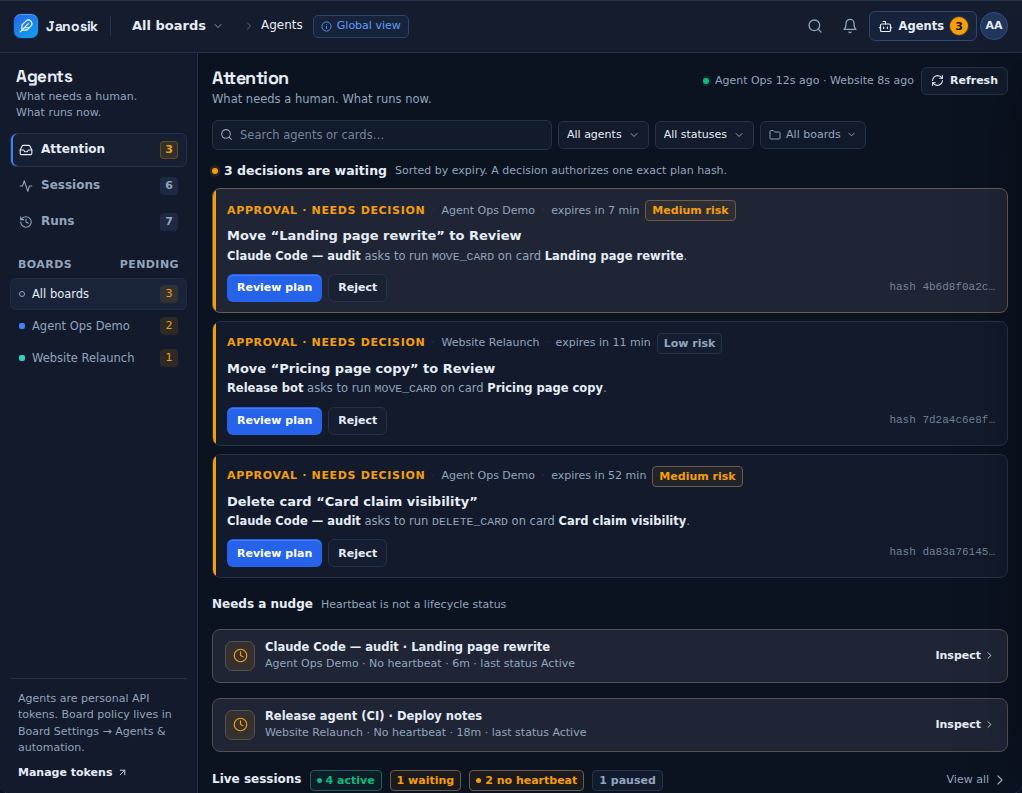 Janosik
All boards
Agents
Global view
Agents 3
AA
Agents
What needs a human.
What runs now.
Attention 3
Sessions 6
Runs 7
BOARDS PENDING
All boards 3
Agent Ops Demo 2
Website Relaunch 1
Agents are personal API
tokens. Board policy lives in
Board Settings → Agents &
automation.
Manage tokens ↗
Attention
What needs a human. What runs now.
Agent Ops 12s ago · Website 8s ago
Refresh
Search agents or cards…
All agents
All statuses
All boards
3 decisions are waiting Sorted by expiry. A decision authorizes one exact plan hash.
APPROVAL · NEEDS DECISION · Agent Ops Demo · expires in 7 min Medium risk
Move “Landing page rewrite” to Review
Claude Code — audit asks to run MOVE_CARD on card Landing page rewrite.
Review plan Reject hash 4b6d8f0a2c…
APPROVAL · NEEDS DECISION · Website Relaunch · expires in 11 min Low risk
Move “Pricing page copy” to Review
Release bot asks to run MOVE_CARD on card Pricing page copy.
Review plan Reject hash 7d2a4c6e8f…
APPROVAL · NEEDS DECISION · Agent Ops Demo · expires in 52 min Medium risk
Delete card “Card claim visibility”
Claude Code — audit asks to run DELETE_CARD on card Card claim visibility.
Review plan Reject hash da83a76145…
Needs a nudge Heartbeat is not a lifecycle status
Claude Code — audit · Landing page rewrite
Agent Ops Demo · No heartbeat · 6m · last status Active
Inspect
Release agent (CI) · Deploy notes
Website Relaunch · No heartbeat · 18m · last status Active
Inspect
Live sessions 4 active 1 waiting 2 no heartbeat 1 paused View all